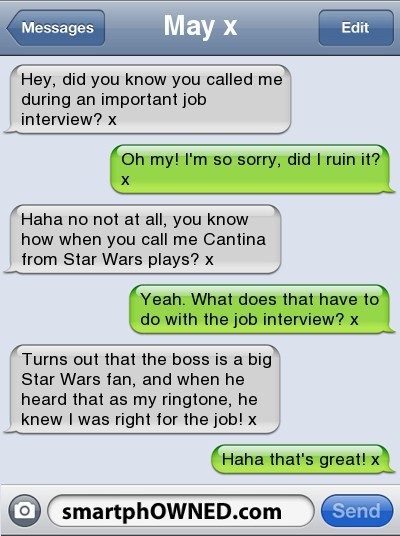 Messages
May x
Edit
Hey, did you know you called me
during an important job
interview? x
Oh my! I'm so sorry, did I ruin it?
x
Haha no not at all, you know
how when you call me Cantina
from Star Wars plays? x
Yeah. What does that have to
do with the job interview? x
Turns out that the boss is a big
Star Wars fan, and when he
heard that as my ringtone, he
knew I was right for the job! x
Haha that's great! x
smartphOWNED.com
Send